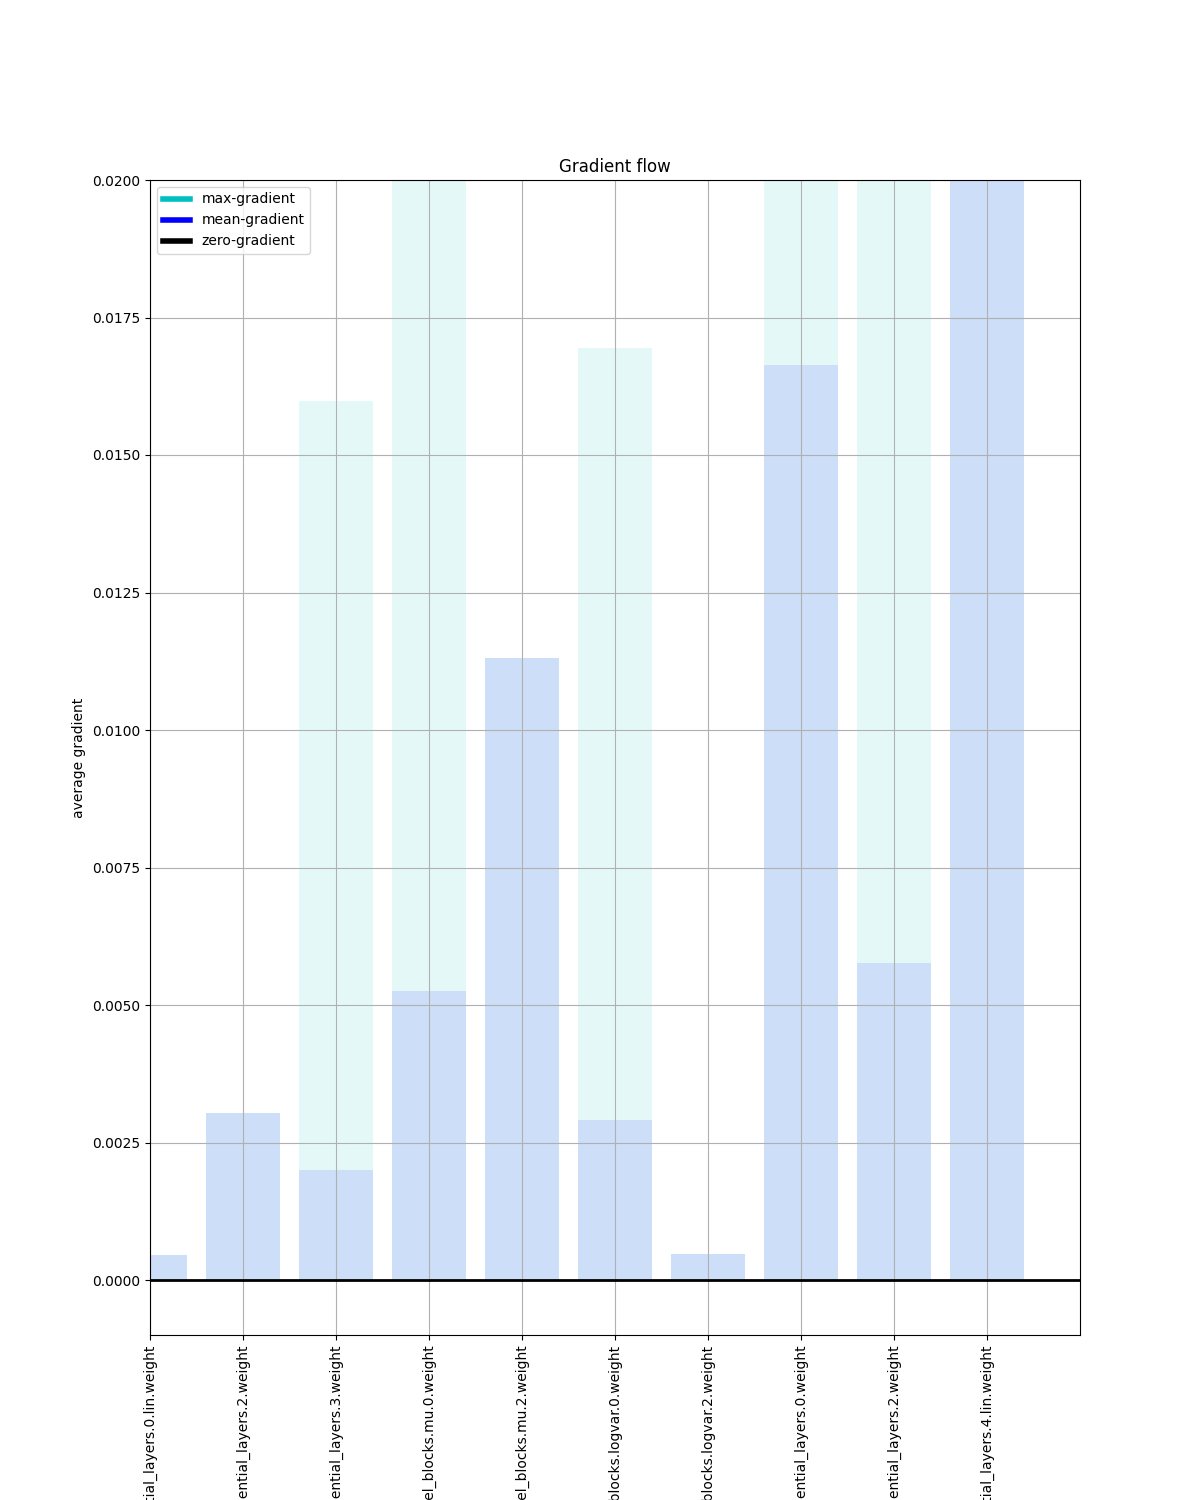 Gradient flow
max-gradient
mean-gradient
zero-gradient
0.0200
0.0175
0.0150
0.0125
0.0100
0.0075
0.0050
0.0025
0.0000
average gradient
tial_layers.0.lin.weight
ential_layers.2.weight
ential_layers.3.weight
el_blocks.mu.0.weight
el_blocks.mu.2.weight
blocks.logvar.0.weight
blocks.logvar.2.weight
ential_layers.0.weight
ential_layers.2.weight
tial_layers.4.lin.weight